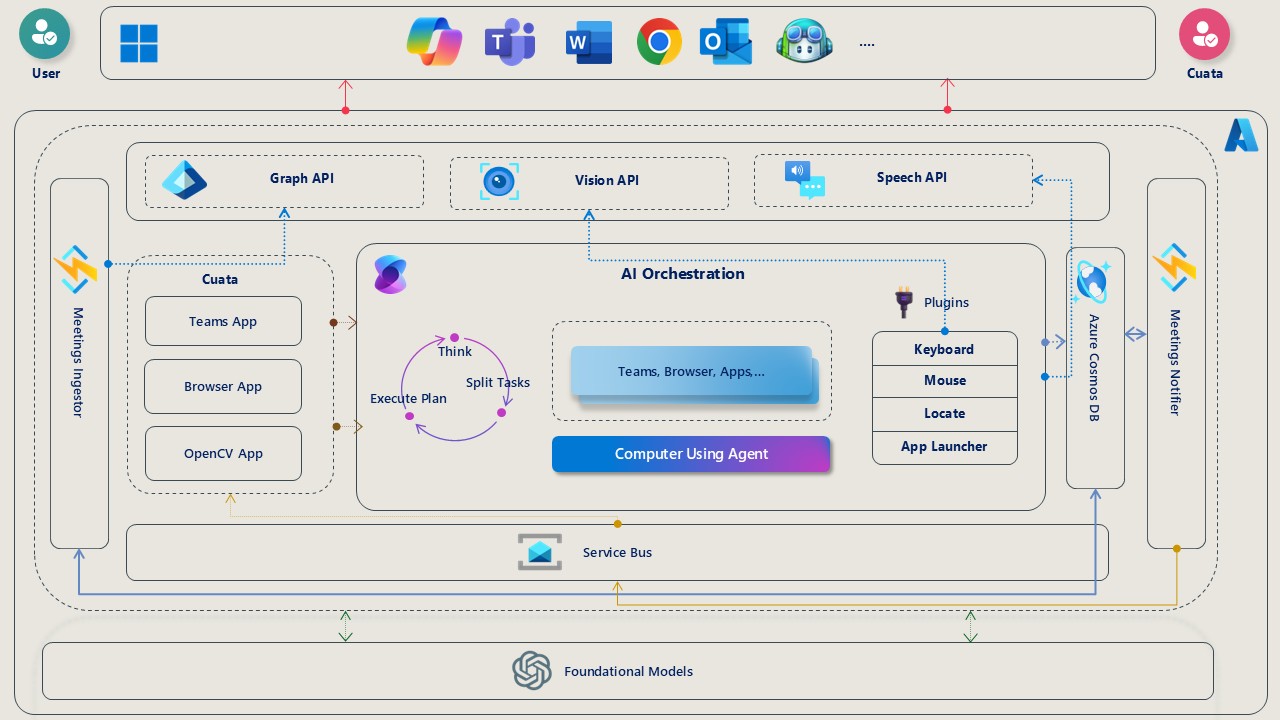 User
T
W
O
....
Cuata
Graph API
Vision API
Speech API
Meetings Ingestor
Cuata
Teams App
Browser App
OpenCV App
AI Orchestration
Think
Split Tasks
Execute Plan
Teams, Browser, Apps,...
Computer Using Agent
Plugins
Keyboard
Mouse
Locate
App Launcher
Azure Cosmos DB
Meetings Notifier
Service Bus
Foundational Models